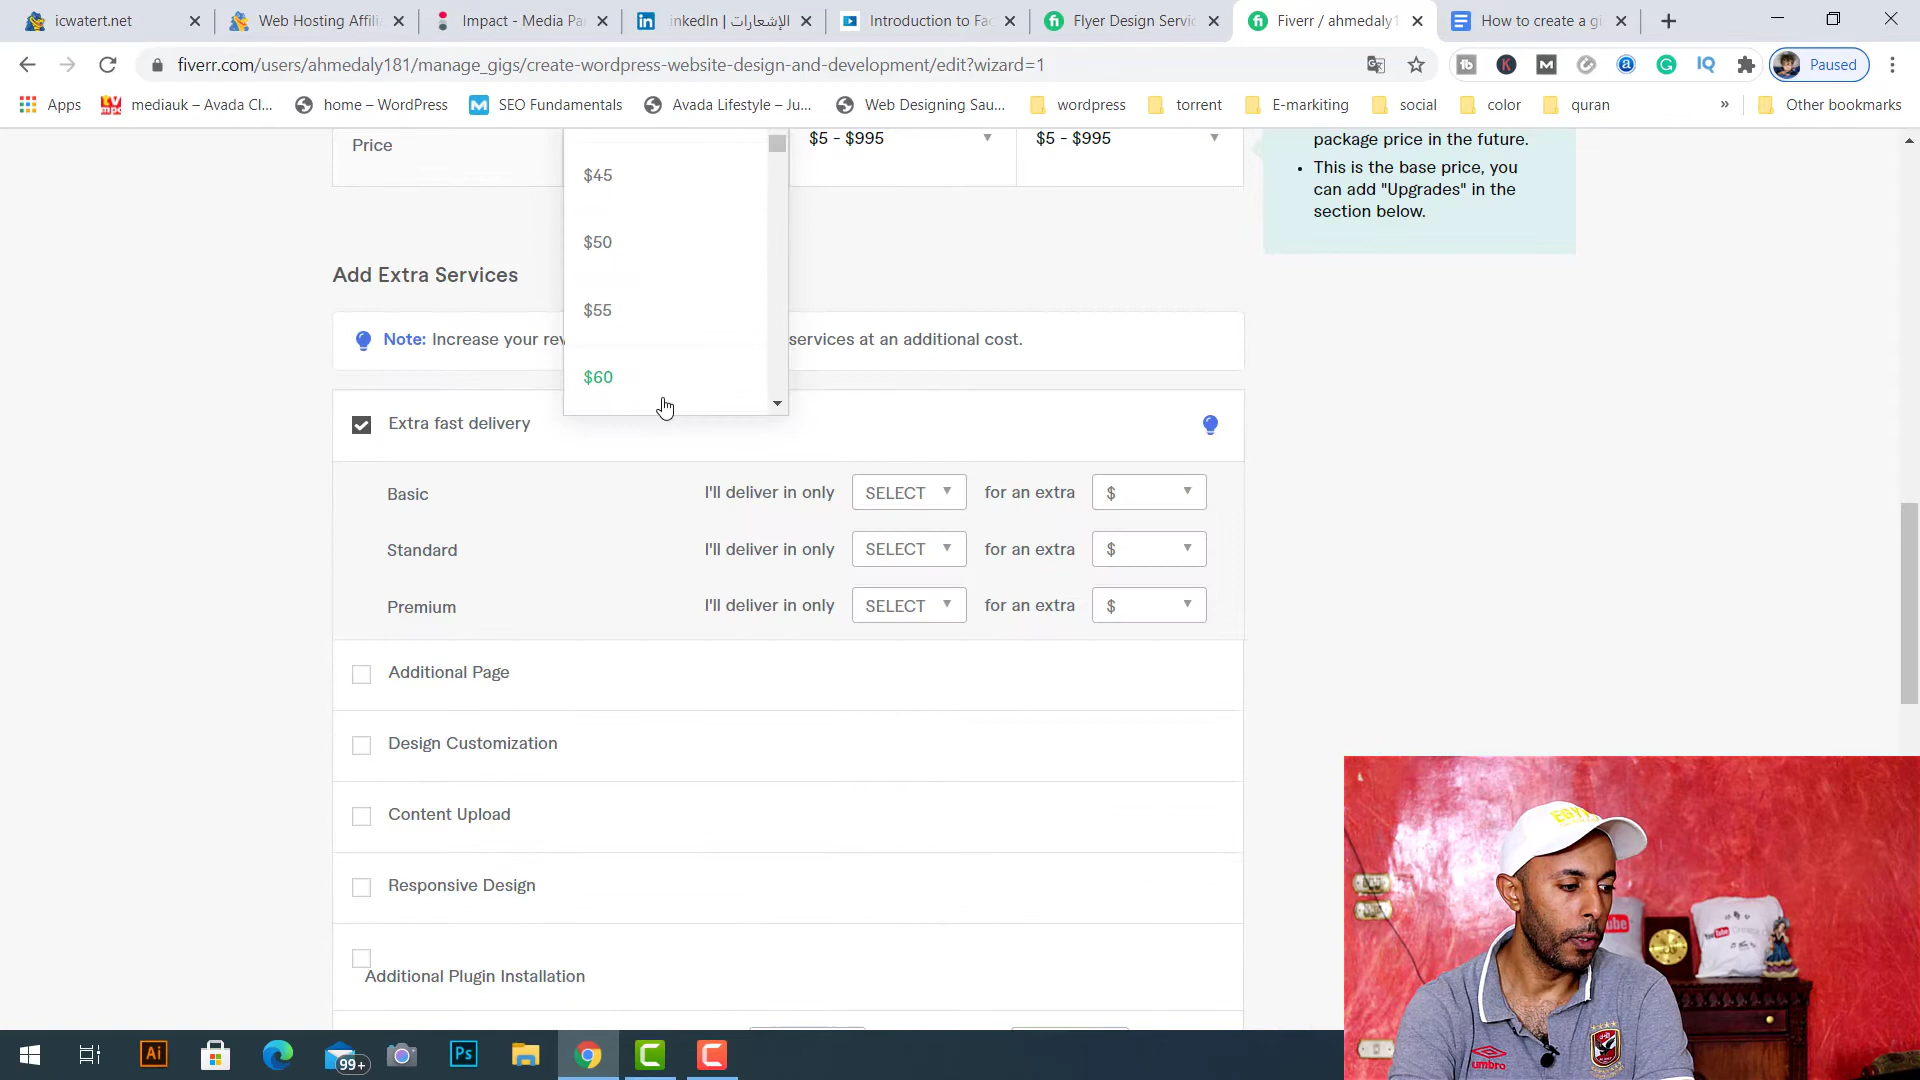 icwatert.net
Web Hosting Affili
Impact - Media Pa
inkedIn | الإشعارات
Introduction to Fac
Flyer Design Servic
Fiverr / ahmedaly1
How to create a gi
fiverr.com/users/ahmedaly181/manage_gigs/create-wordpress-website-design-and-development/edit?wizard=1
Paused
Apps
mediauk – Avada Cl...
home – WordPress
SEO Fundamentals
Avada Lifestyle – Ju...
Web Designing Sau...
wordpress
torrent
E-markiting
social
color
quran
»
Other bookmarks
Price
$45
$50
$55
$60
$5 - $995
$5 - $995
package price in the future.
• This is the base price, you
can add "Upgrades" in the
section below.
Add Extra Services
Note: Increase your rev
services at an additional cost.
Extra fast delivery
Basic I'll deliver in only SELECT for an extra $
Standard I'll deliver in only SELECT for an extra $
Premium I'll deliver in only SELECT for an extra $
Additional Page
Design Customization
Content Upload
Responsive Design
Additional Plugin Installation
EGYP
umbro
Ai
99+
Ps